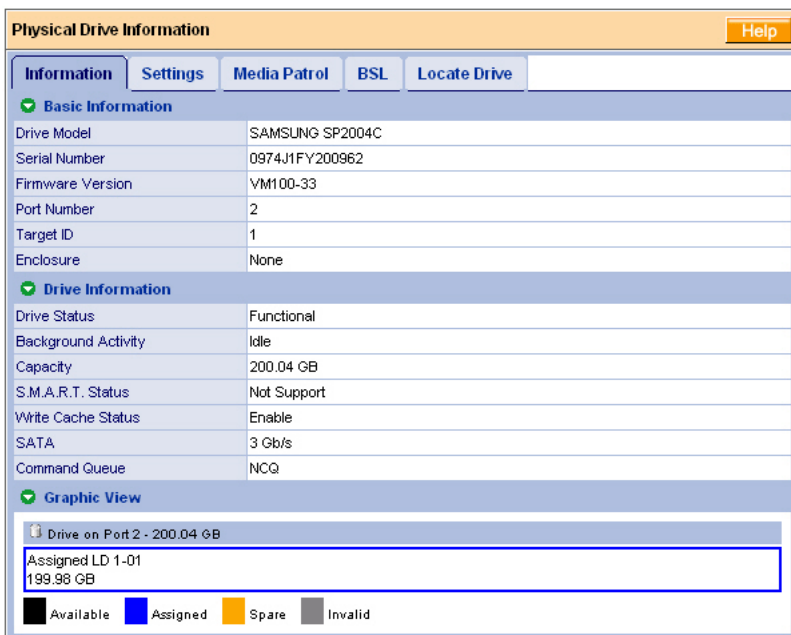 Physical Drive Information Help
Information Settings Media Patrol BSL Locate Drive
Basic Information
Drive Model SAMSUNG SP2004C
Serial Number 0974J1FY200962
Firmware Version VM100-33
Port Number 2
Target ID 1
Enclosure None
Drive Information
Drive Status Functional
Background Activity Idle
Capacity 200.04 GB
S.M.A.R.T. Status Not Support
Write Cache Status Enable
SATA 3 Gb/s
Command Queue NCQ
Graphic View
Drive on Port 2 - 200.04 GB
Assigned LD 1-01
199.98 GB
Available Assigned Spare Invalid